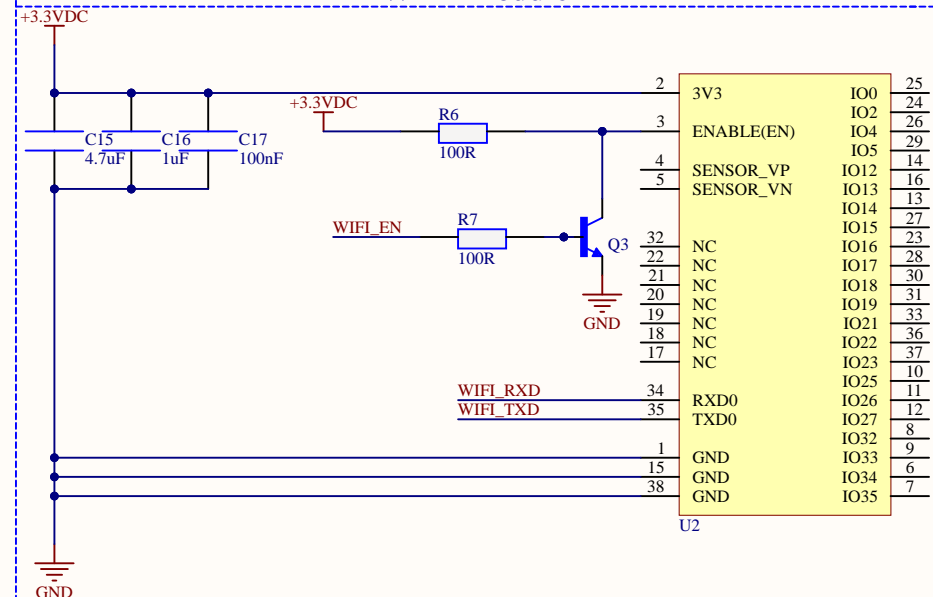 +3.3VDC
C15
4.7uF
C16
1uF
C17
100nF
+3.3VDC
R6
100R
WIFI_EN
R7
100R
Q3
GND
WIFI_RXD
WIFI_TXD
GND
2 3V3
3 ENABLE(EN)
4 SENSOR_VP
5 SENSOR_VN
32 NC
22 NC
21 NC
20 NC
19 NC
18 NC
17 NC
34 RXD0
35 TXD0
1 GND
15 GND
38 GND
IO0 25
IO2 24
IO4 26
IO5 29
IO12 14
IO13 16
IO14 13
IO15 27
IO16 23
IO17 28
IO18 30
IO19 31
IO21 33
IO22 36
IO23 37
IO25 10
IO26 11
IO27 12
IO32 8
IO33 9
IO34 6
IO35 7
U2